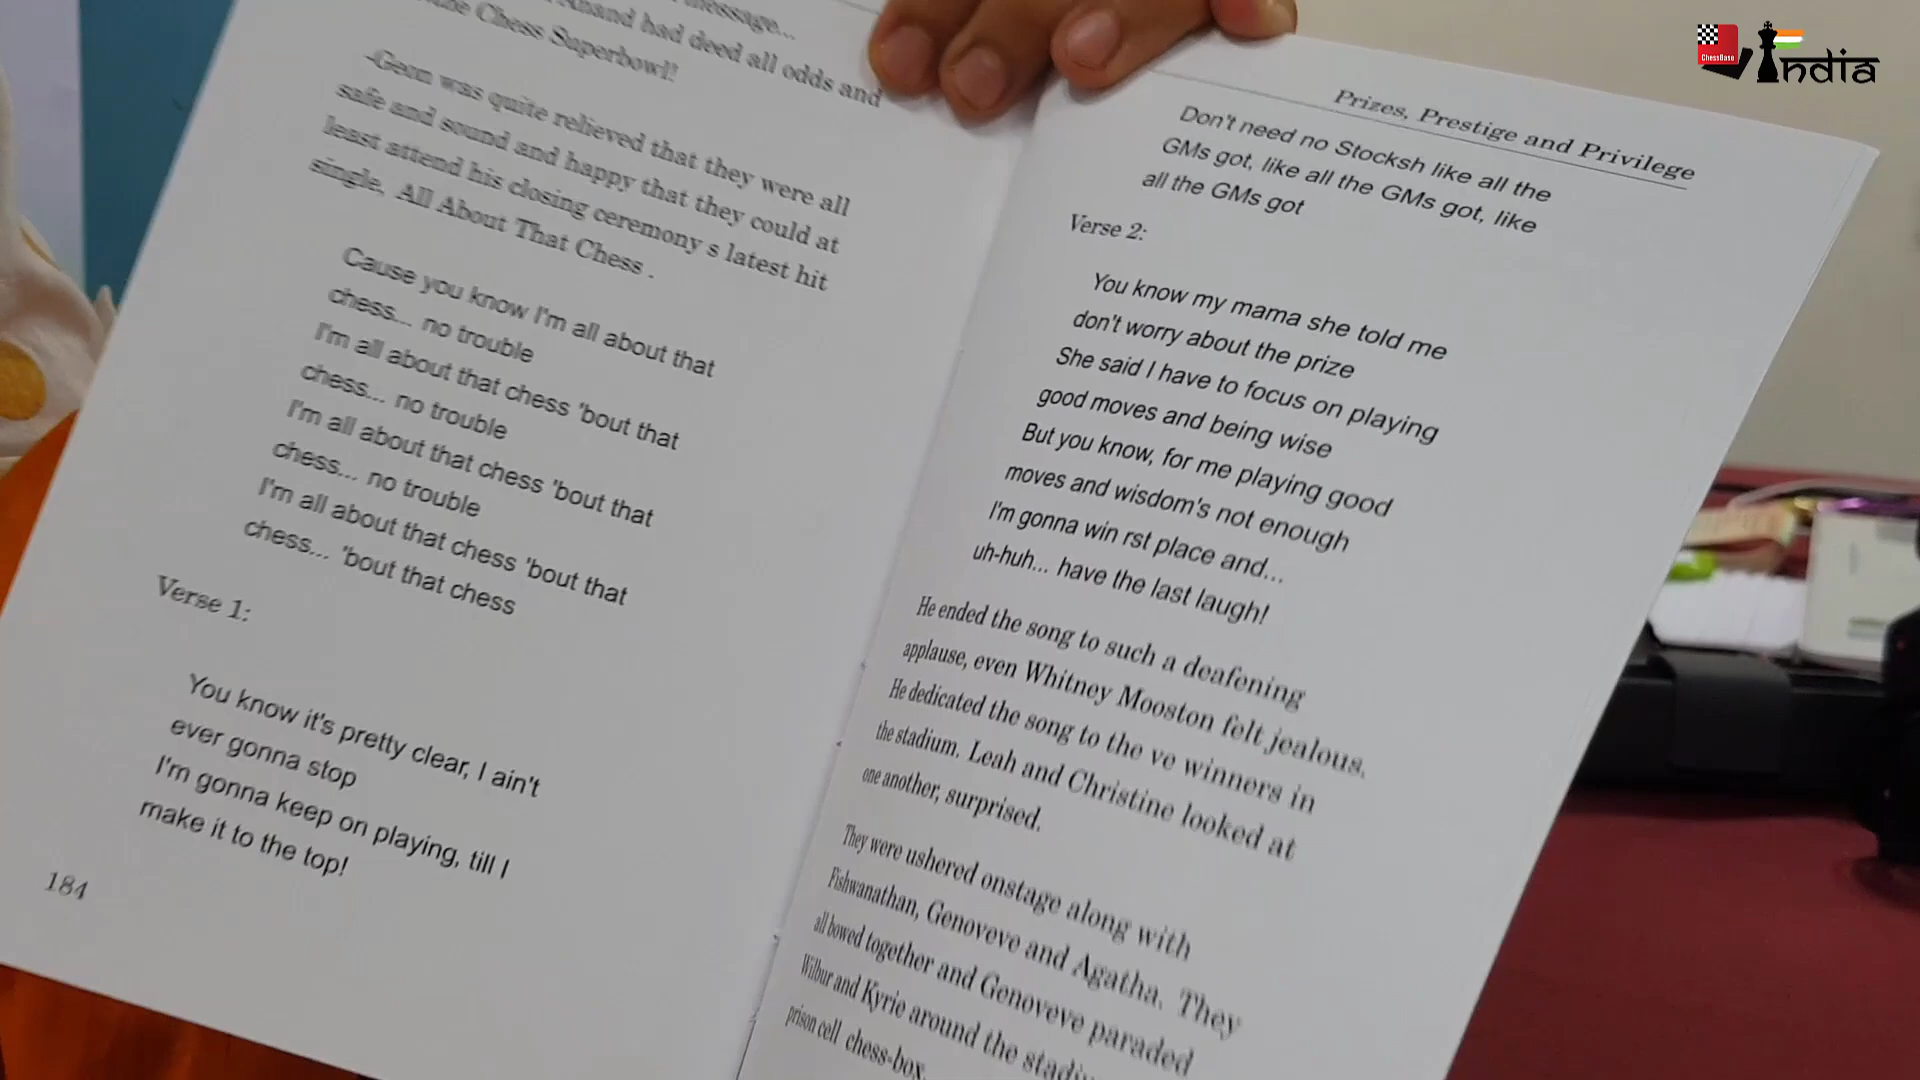 message...
Anand had deed all odds and
the Chess Superbowl!
-Geon was quite relieved that they were all
safe and sound and happy that they could at
least attend his closing ceremony s latest hit
single, All About That Chess .
Cause you know I'm all about that
chess... no trouble
I'm all about that chess 'bout that
chess... no trouble
I'm all about that chess 'bout that
chess... no trouble
I'm all about that chess 'bout that
chess... 'bout that chess
Verse 1:
You know it's pretty clear, I ain't
ever gonna stop
I'm gonna keep on playing, till I
make it to the top!
184
Prizes, Prestige and Privilege
Don't need no Stocksh like all the
GMs got, like all the GMs got, like
all the GMs got
Verse 2:
You know my mama she told me
don't worry about the prize
She said I have to focus on playing
good moves and being wise
But you know, for me playing good
moves and wisdom's not enough
I'm gonna win rst place and...
uh-huh... have the last laugh!
He ended the song to such a deafening
applause, even Whitney Mooston felt jealous.
He dedicated the song to the ve winners in
the stadium. Leah and Christine looked at
one another, surprised.
They were ushered onstage along with
Fishwanathan, Genoveve and Agatha. They
all bowed together and Genoveve paraded
Wilbur and Kyrie around the
prison cell chess-box.
ChessBase
India